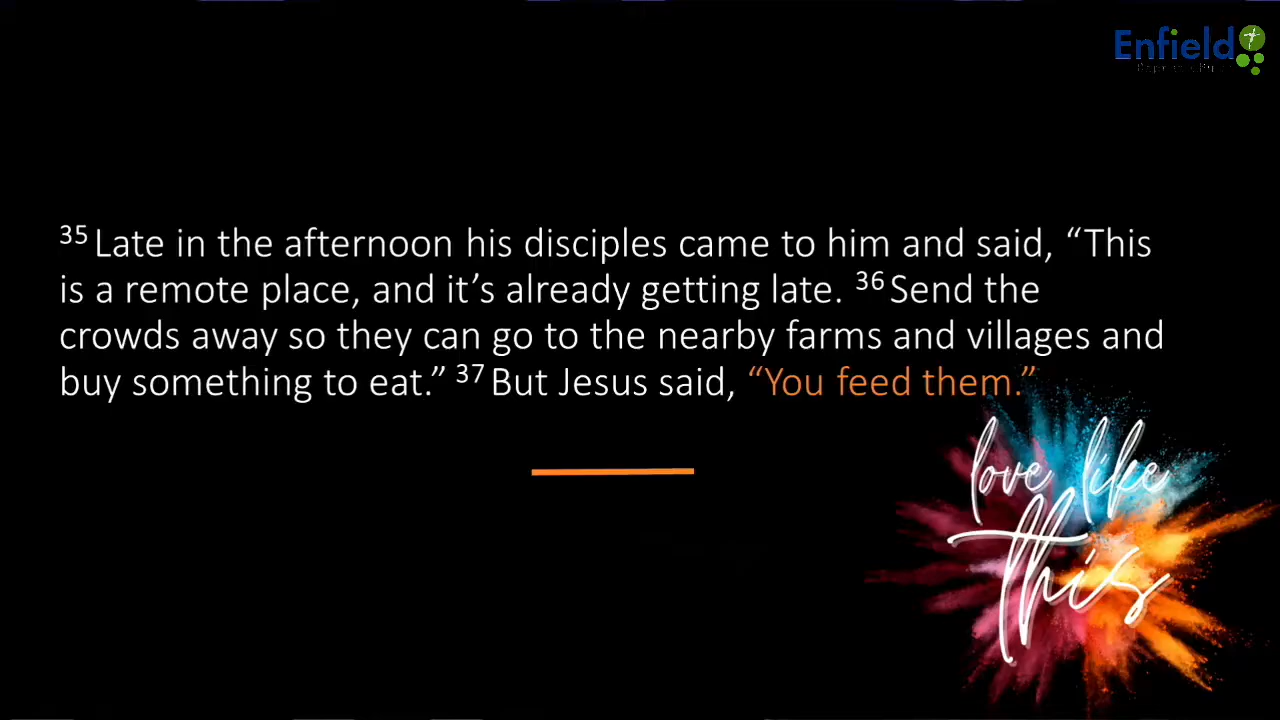 Enfield
³⁵ Late in the afternoon his disciples came to him and said, “This
is a remote place, and it’s already getting late. ³⁶ Send the
crowds away so they can go to the nearby farms and villages and
buy something to eat.” ³⁷ But Jesus said, “You feed them.”
love like
this